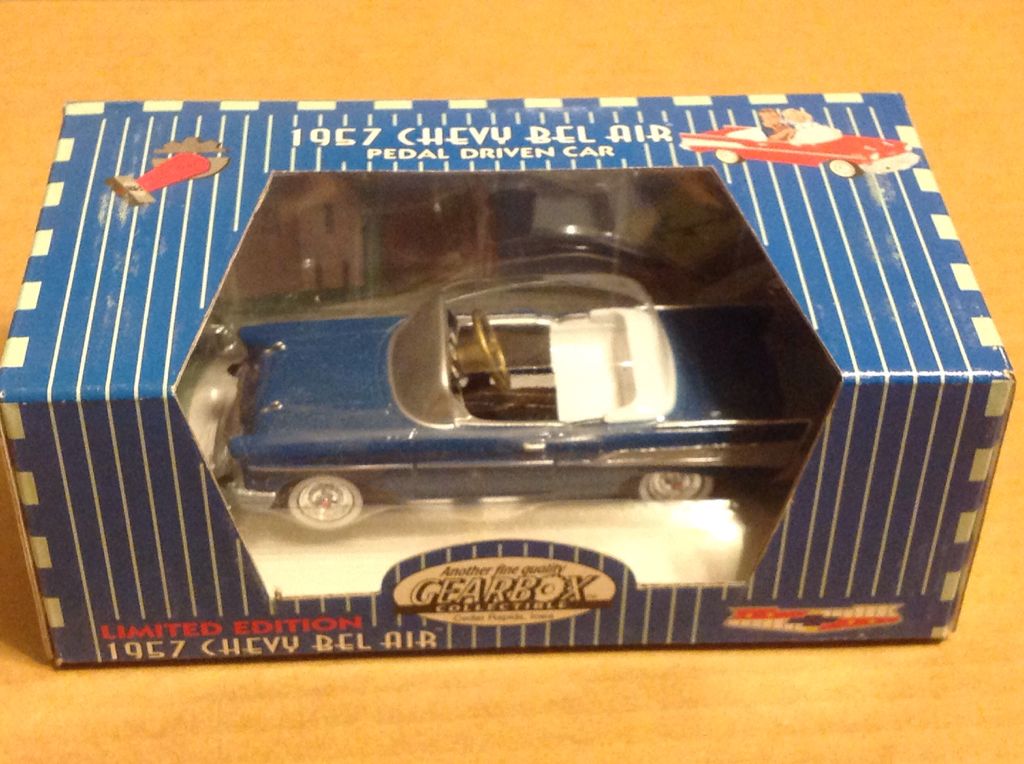 1957 CHEVY BEL AIR
PEDAL DRIVEN CAR
Another fine quality
GEARBOX
COLLECTIBLE
Cedar Rapids, Iowa
LIMITED EDITION
1957 CHEVY BEL AIR